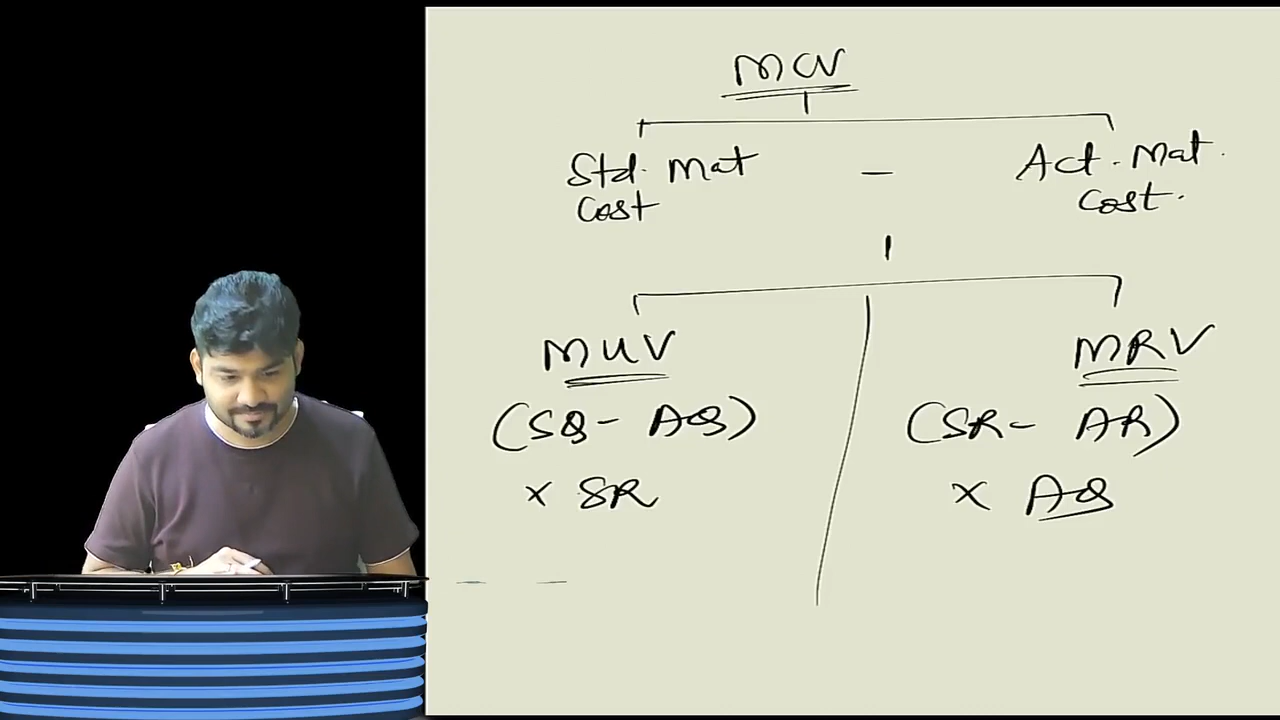 MCV
Std. Mat - Act. Mat.
Cost Cost.
MUV MRV
(SQ - AQ) (SR - AR)
× SR × AQ